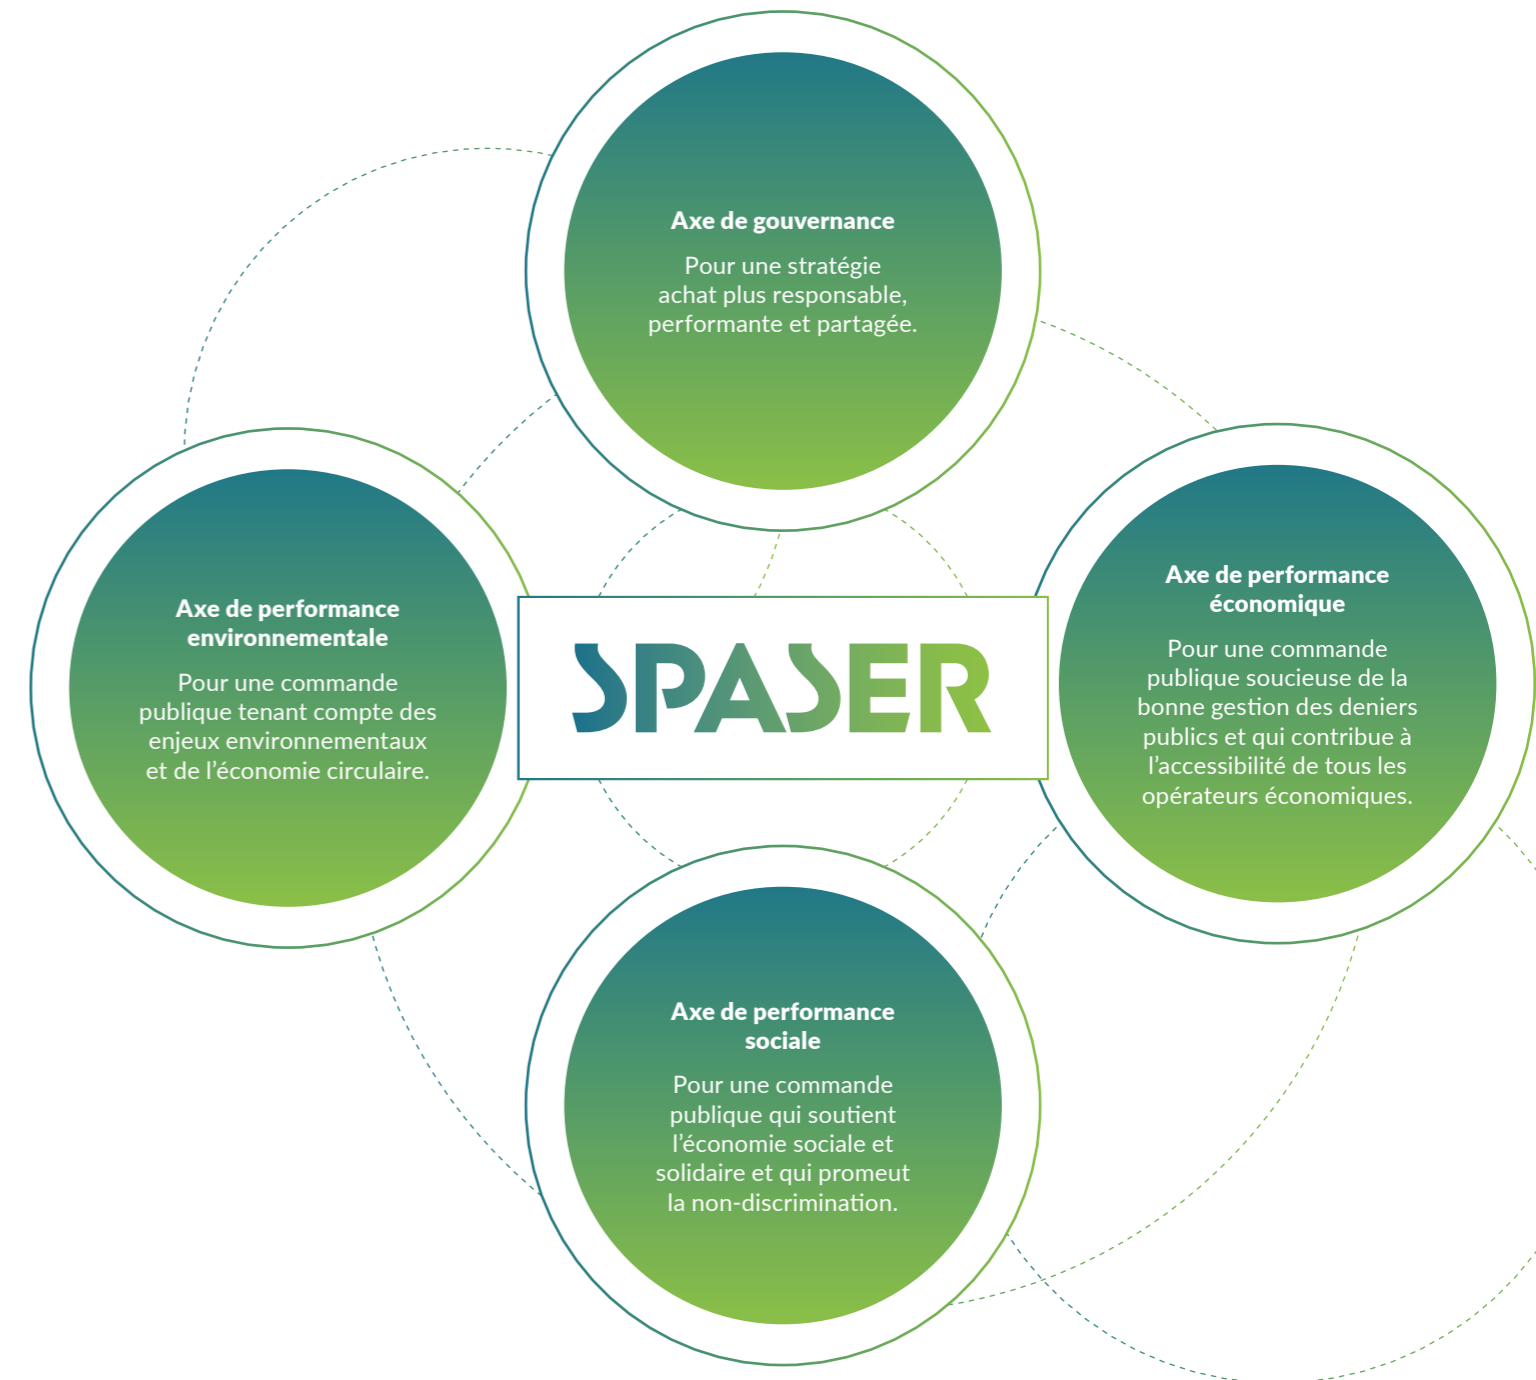 Axe de gouvernance
Pour une stratégie
achat plus responsable,
performante et partagée.
Axe de performance
environnementale
Pour une commande
publique tenant compte des
enjeux environnementaux
et de l’économie circulaire.
SPASER
Axe de performance
économique
Pour une commande
publique soucieuse de la
bonne gestion des deniers
publics et qui contribue à
l’accessibilité de tous les
opérateurs économiques.
Axe de performance
sociale
Pour une commande
publique qui soutient
l’économie sociale et
solidaire et qui promeut
la non-discrimination.